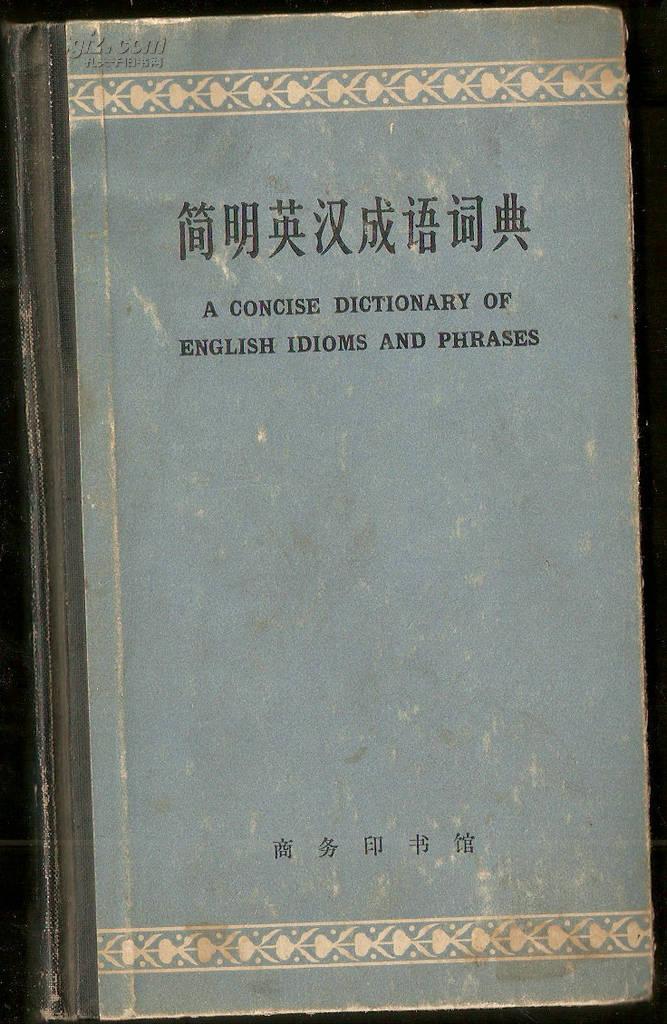 简明英汉成语词典
A CONCISE DICTIONARY OF
ENGLISH IDIOMS AND PHRASES
商务印书馆